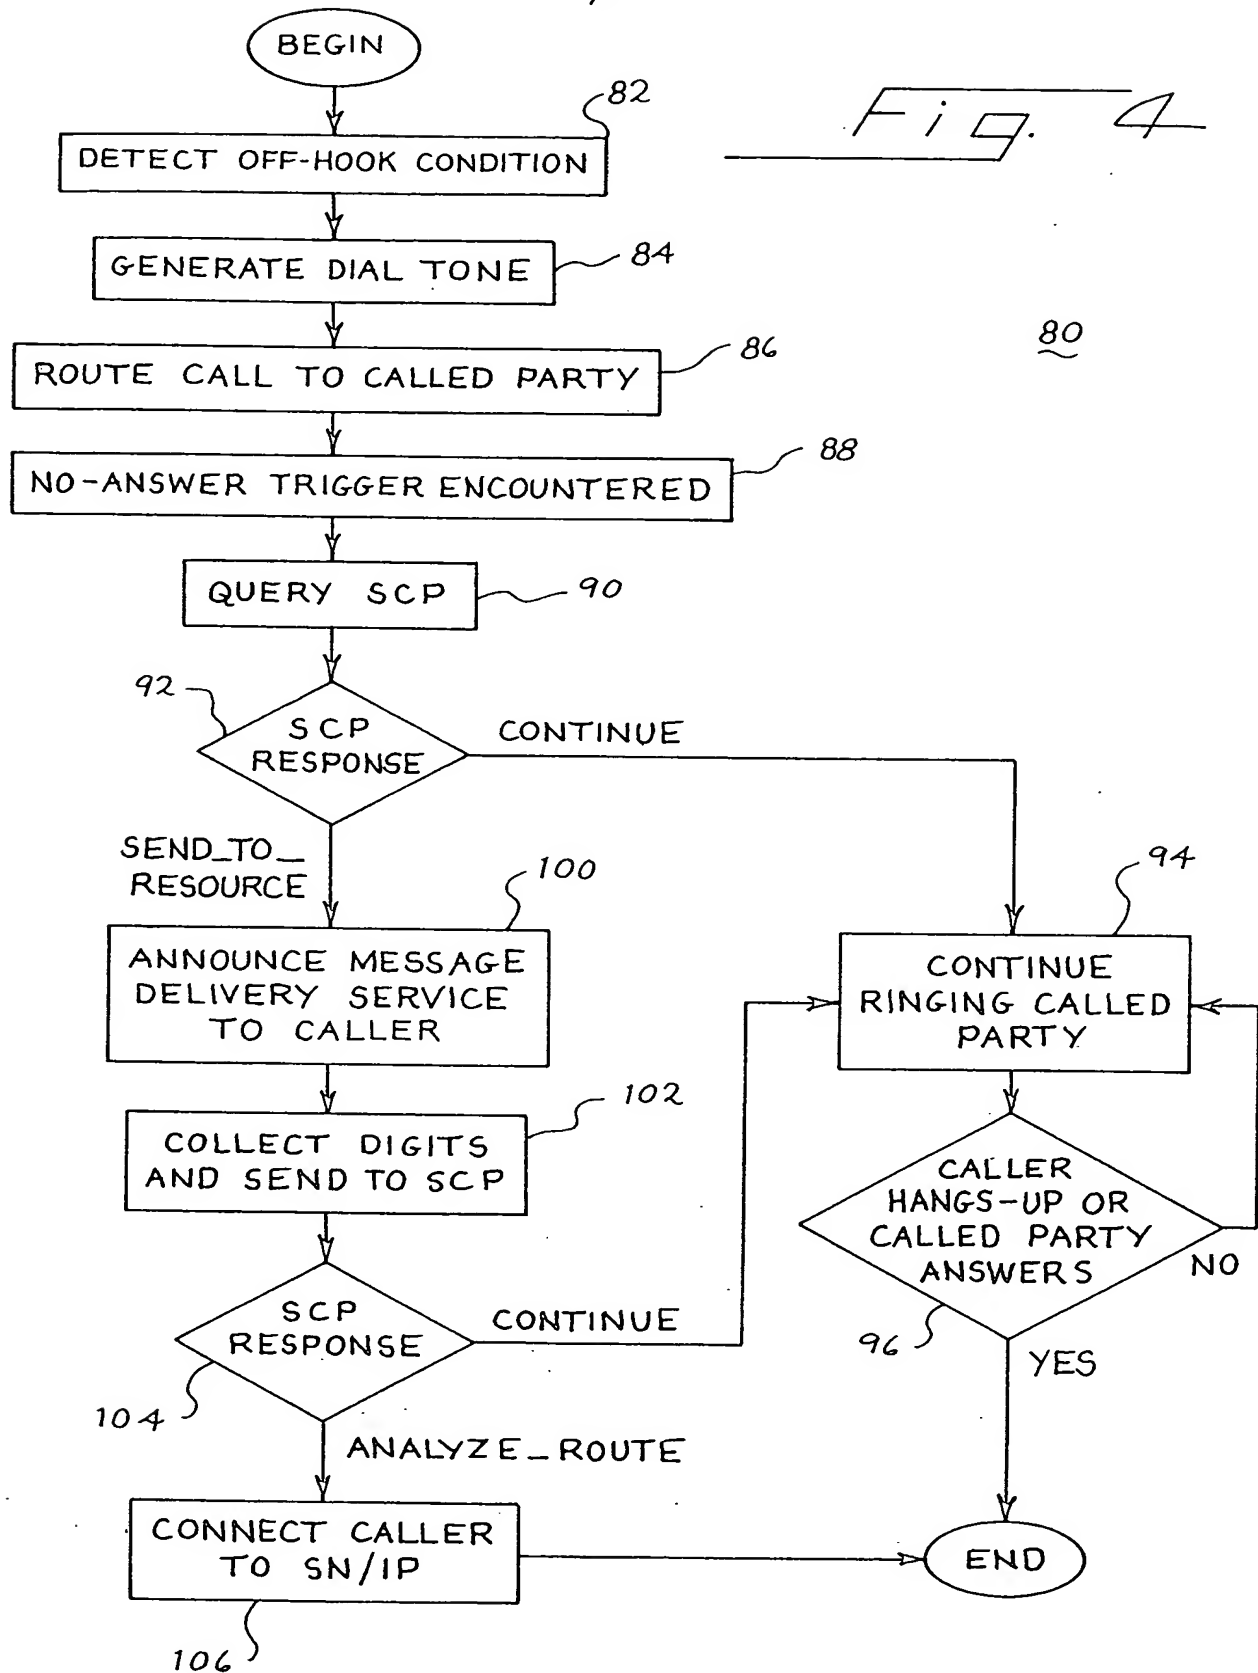 BEGIN
Fig. 4
82
DETECT OFF-HOOK CONDITION
GENERATE DIAL TONE
84
80
ROUTE CALL TO CALLED PARTY
86
NO-ANSWER TRIGGER ENCOUNTERED
88
QUERY SCP
90
92
SCP
RESPONSE
CONTINUE
SEND_TO_
RESOURCE
100
ANNOUNCE MESSAGE
DELIVERY SERVICE
TO CALLER
94
CONTINUE
RINGING CALLED
PARTY
102
COLLECT DIGITS
AND SEND TO SCP
CALLER
HANGS-UP OR
CALLED PARTY
ANSWERS
NO
96
YES
SCP
RESPONSE
CONTINUE
104
ANALYZE_ROUTE
CONNECT CALLER
TO SN/IP
106
END